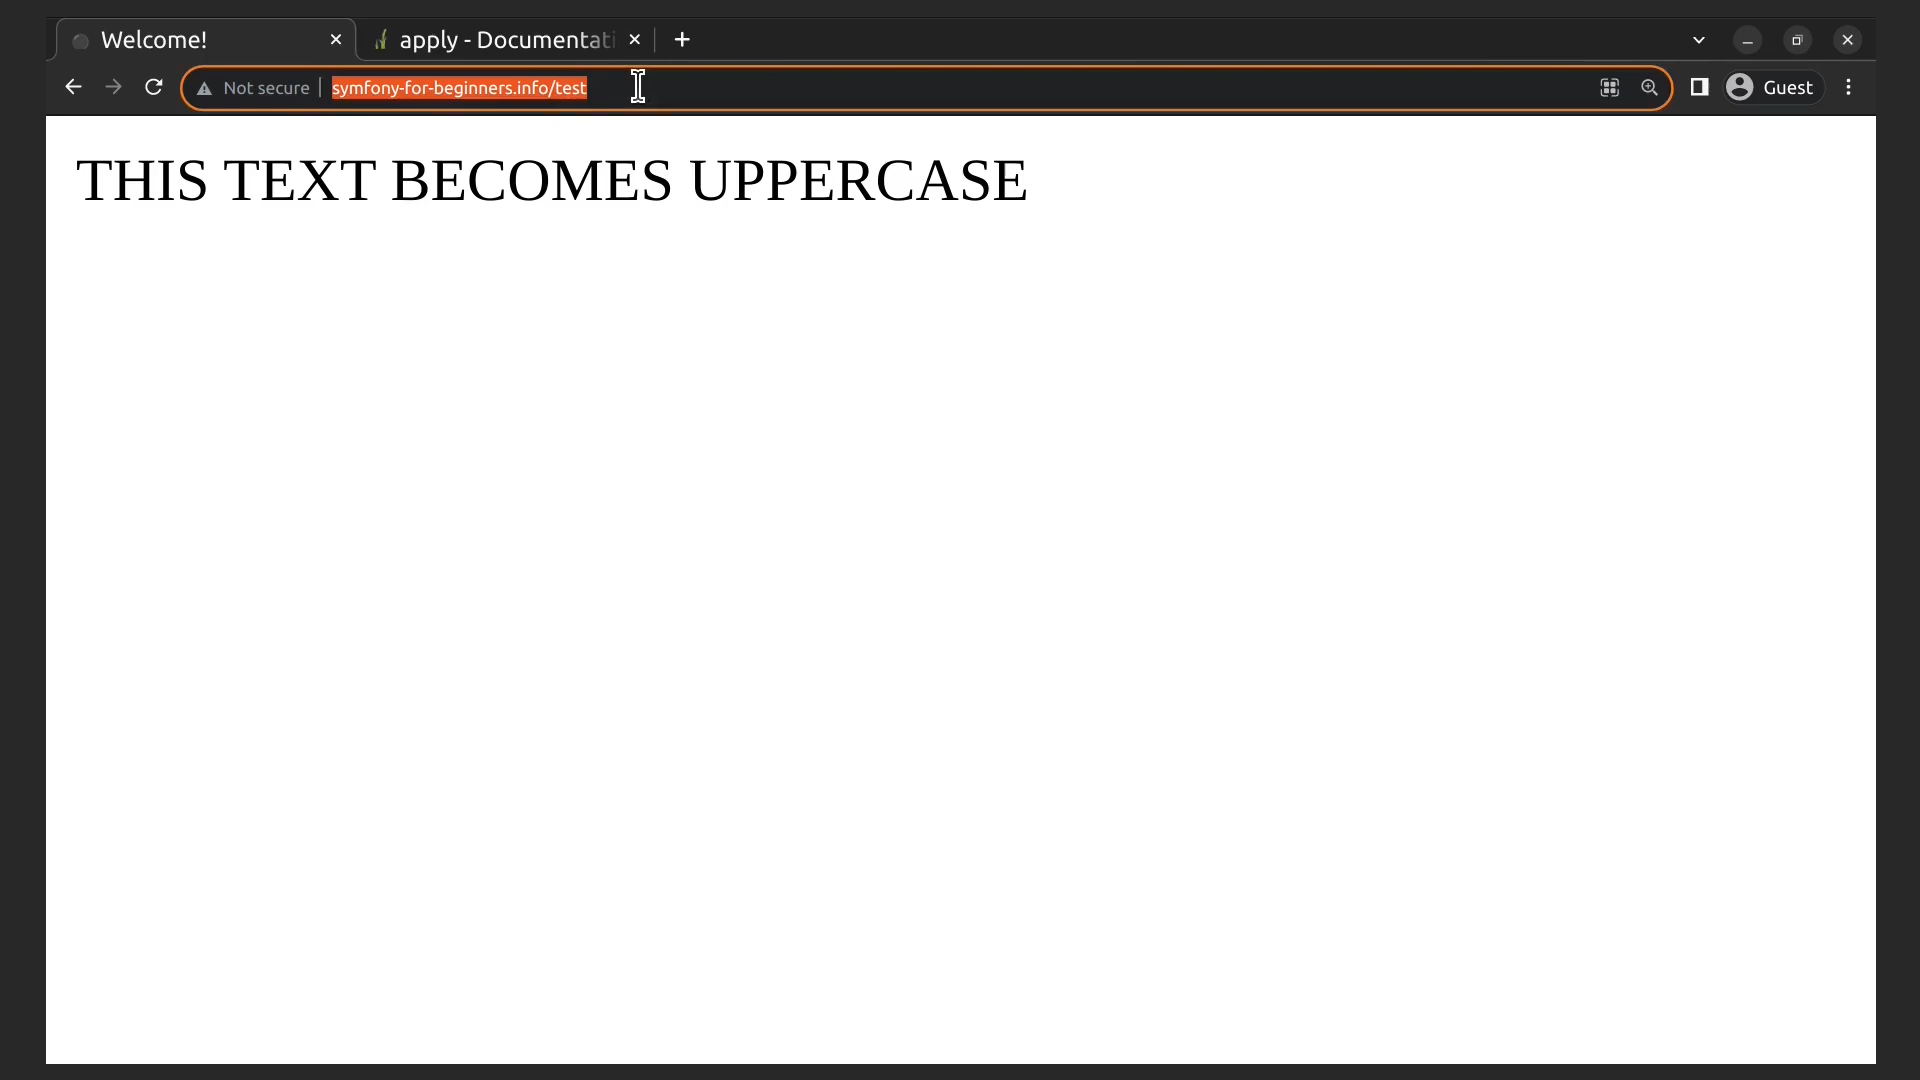 Welcome!
apply - Documentati
Not secure
symfony-for-beginners.info/test
Guest
THIS TEXT BECOMES UPPERCASE